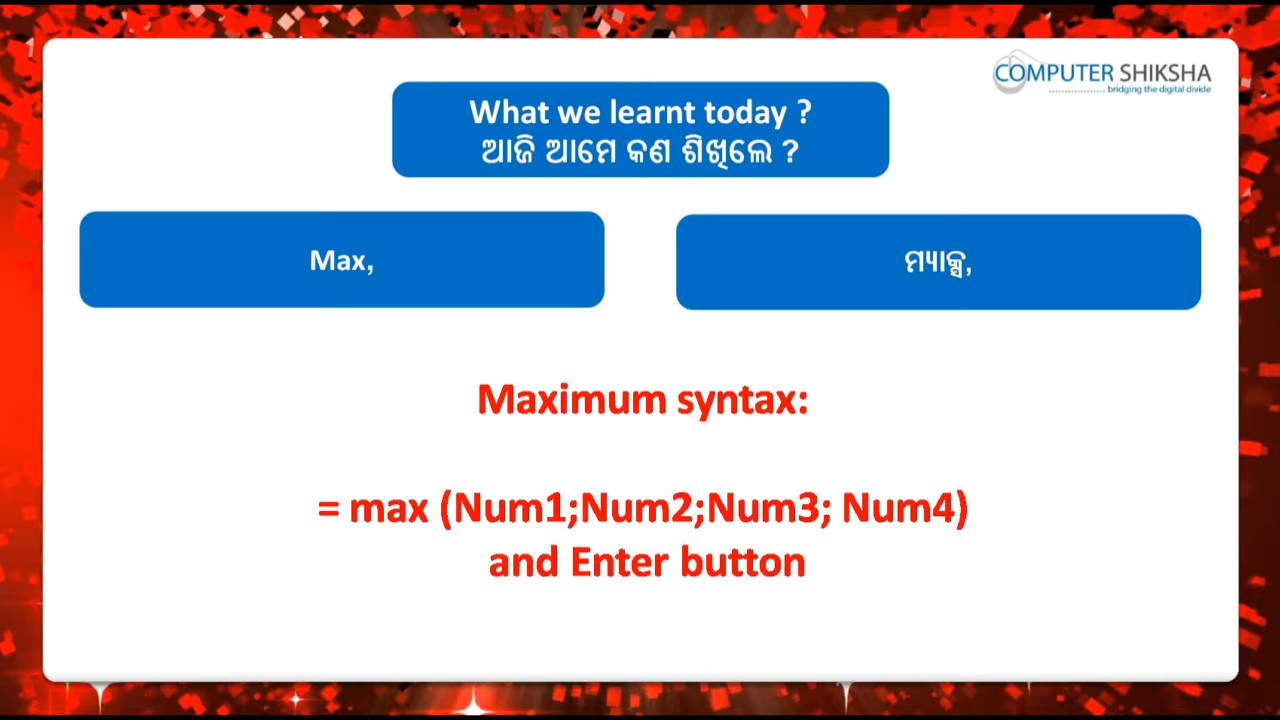 COMPUTER SHIKSHA
bridging the digital divide
What we learnt today ?
ଆଜି ଆମେ କଣ ଶିଖିଲେ ?
Max,
ମ୍ୟାକ୍ସ,
Maximum syntax:
= max (Num1;Num2;Num3; Num4)
and Enter button